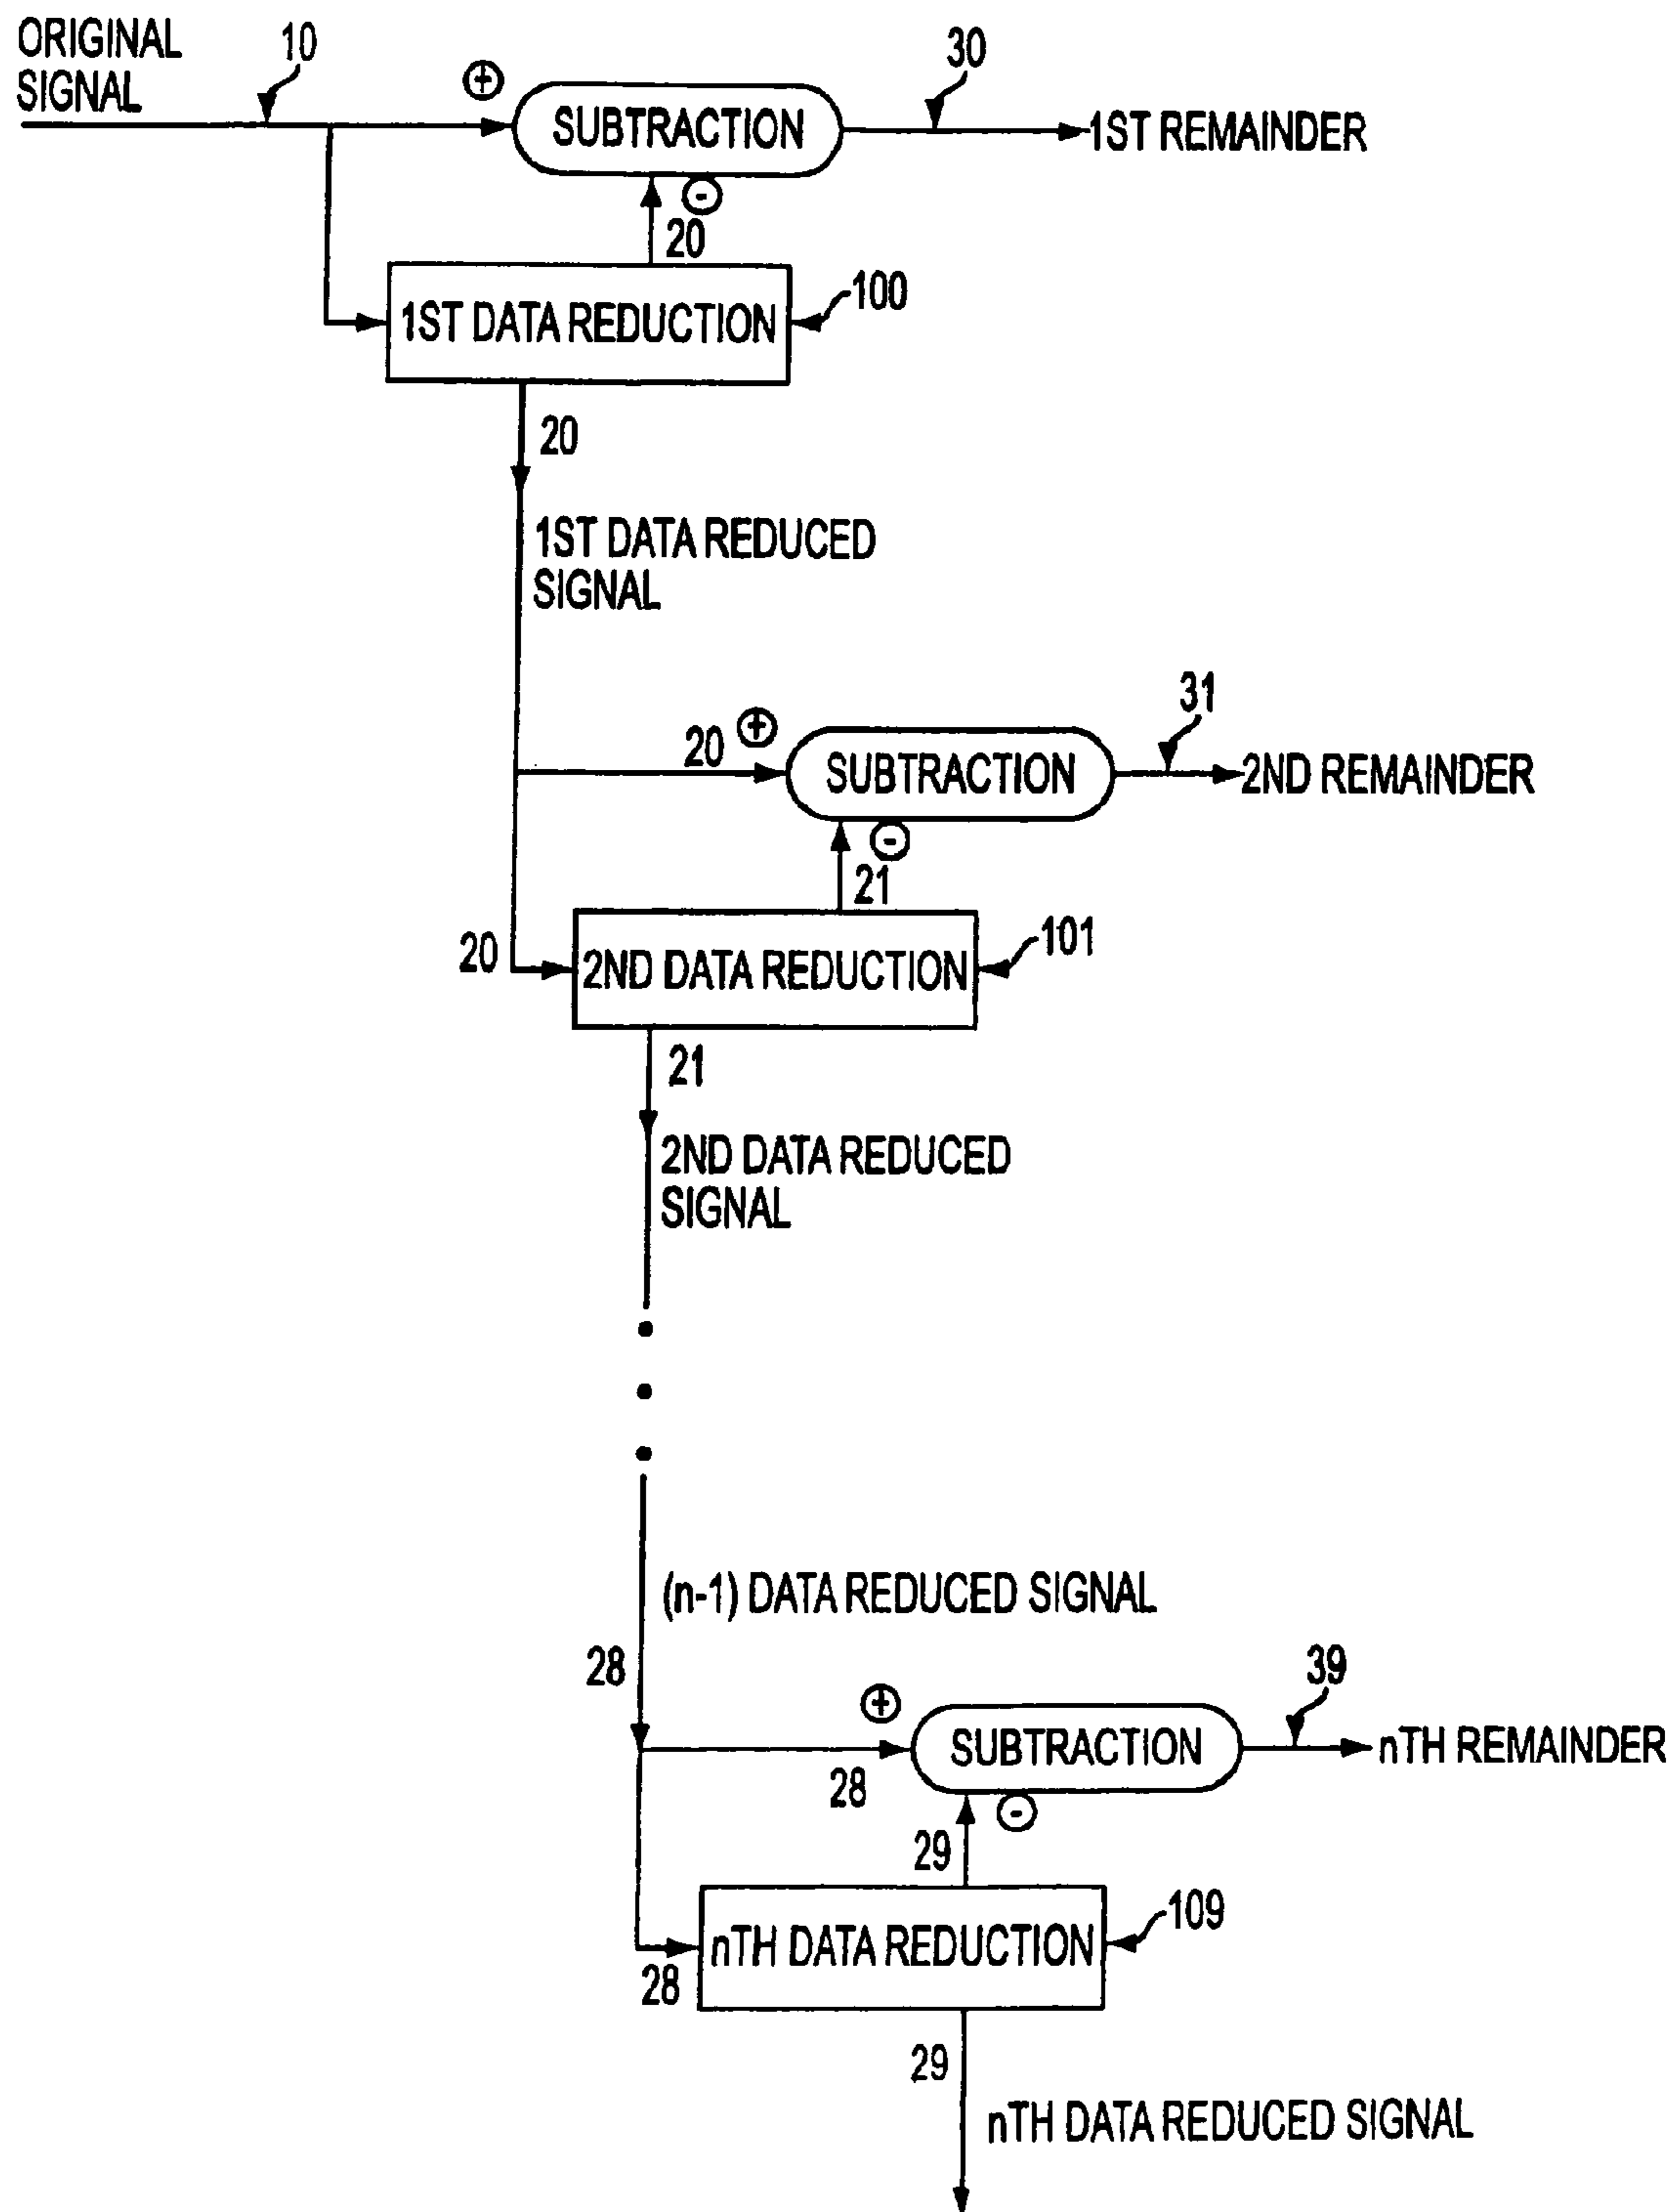 ORIGINAL
SIGNAL
10
+
SUBTRACTION
30
1ST REMAINDER
-
20
1ST DATA REDUCTION
100
20
1ST DATA REDUCED
SIGNAL
20
+
SUBTRACTION
31
2ND REMAINDER
-
21
20
2ND DATA REDUCTION
101
21
2ND DATA REDUCED
SIGNAL
(n-1) DATA REDUCED SIGNAL
28
+
28
SUBTRACTION
39
nTH REMAINDER
-
29
28
nTH DATA REDUCTION
109
29
nTH DATA REDUCED SIGNAL